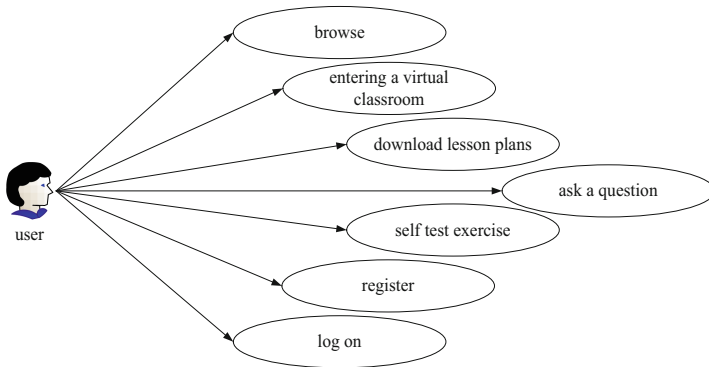 browse
entering a virtual
classroom
download lesson plans
ask a question
user
self test exercise
register
log on